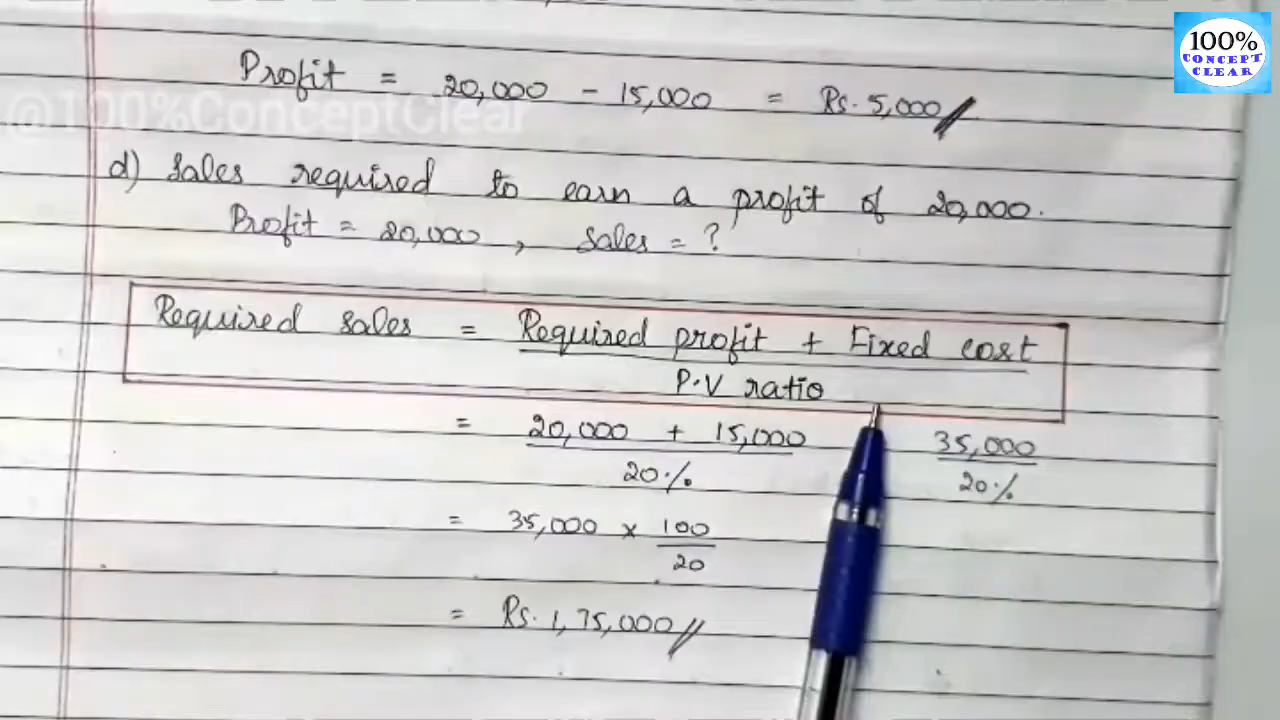 100%
CONCEPT
CLEAR
Profit = 20,000 - 15,000 = Rs. 5,000
@100%ConceptClear
d) Sales required to earn a profit of 20,000.
Profit = 20,000 , Sales = ?
Required sales = Required profit + Fixed cost
P.V ratio
= 20,000 + 15,000 35,000
20% 20%
= 35,000 × 100
20
= Rs. 1,75,000